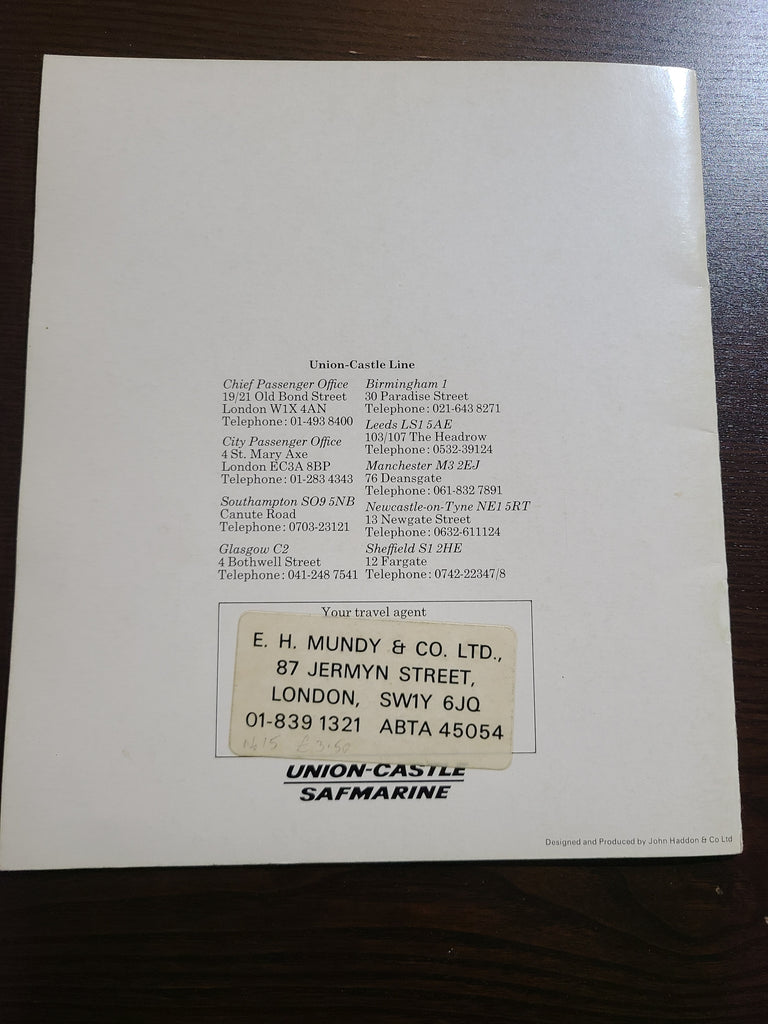 Union-Castle Line
Chief Passenger Office
19/21 Old Bond Street
London W1X 4AN
Telephone: 01-493 8400
City Passenger Office
4 St. Mary Axe
London EC3A 8BP
Telephone: 01-283 4343
Southampton SO9 5NB
Canute Road
Telephone: 0703-23121
Glasgow C2
4 Bothwell Street
Telephone: 041-248 7541
Birmingham 1
30 Paradise Street
Telephone: 021-643 8271
Leeds LS1 5AE
103/107 The Headrow
Telephone: 0532-39124
Manchester M3 2EJ
76 Deansgate
Telephone: 061-832 7891
Newcastle-on-Tyne NE1 5RT
13 Newgate Street
Telephone: 0632-611124
Sheffield S1 2HE
12 Fargate
Telephone: 0742-22347/8
Your travel agent
E. H. MUNDY & CO. LTD.,
87 JERMYN STREET,
LONDON, SW1Y 6JQ
01-839 1321 ABTA 45054
No 15 £3.50
UNION-CASTLE
SAFMARINE
Designed and Produced by John Haddon & Co Ltd